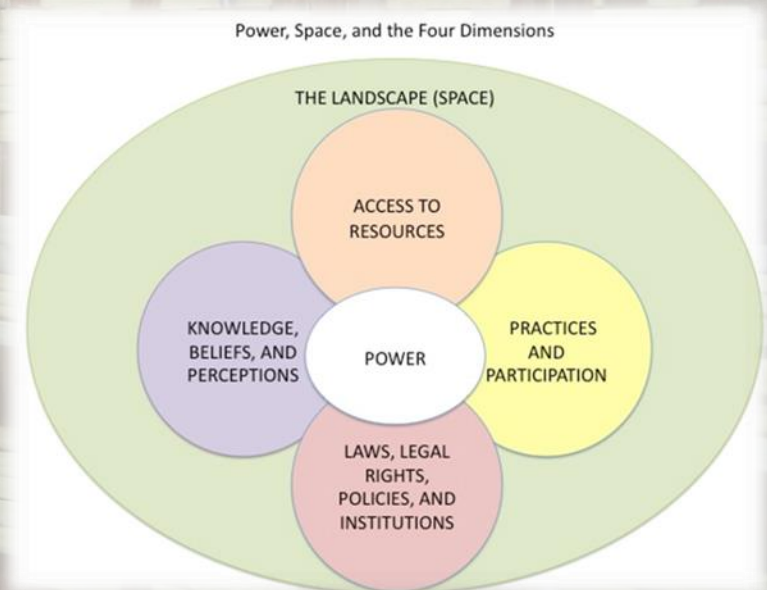 Power, Space, and the Four Dimensions
THE LANDSCAPE (SPACE)
ACCESS TO
RESOURCES
KNOWLEDGE,
BELIEFS, AND
PERCEPTIONS
POWER
PRACTICES
AND
PARTICIPATION
LAWS, LEGAL
RIGHTS,
POLICIES, AND
INSTITUTIONS